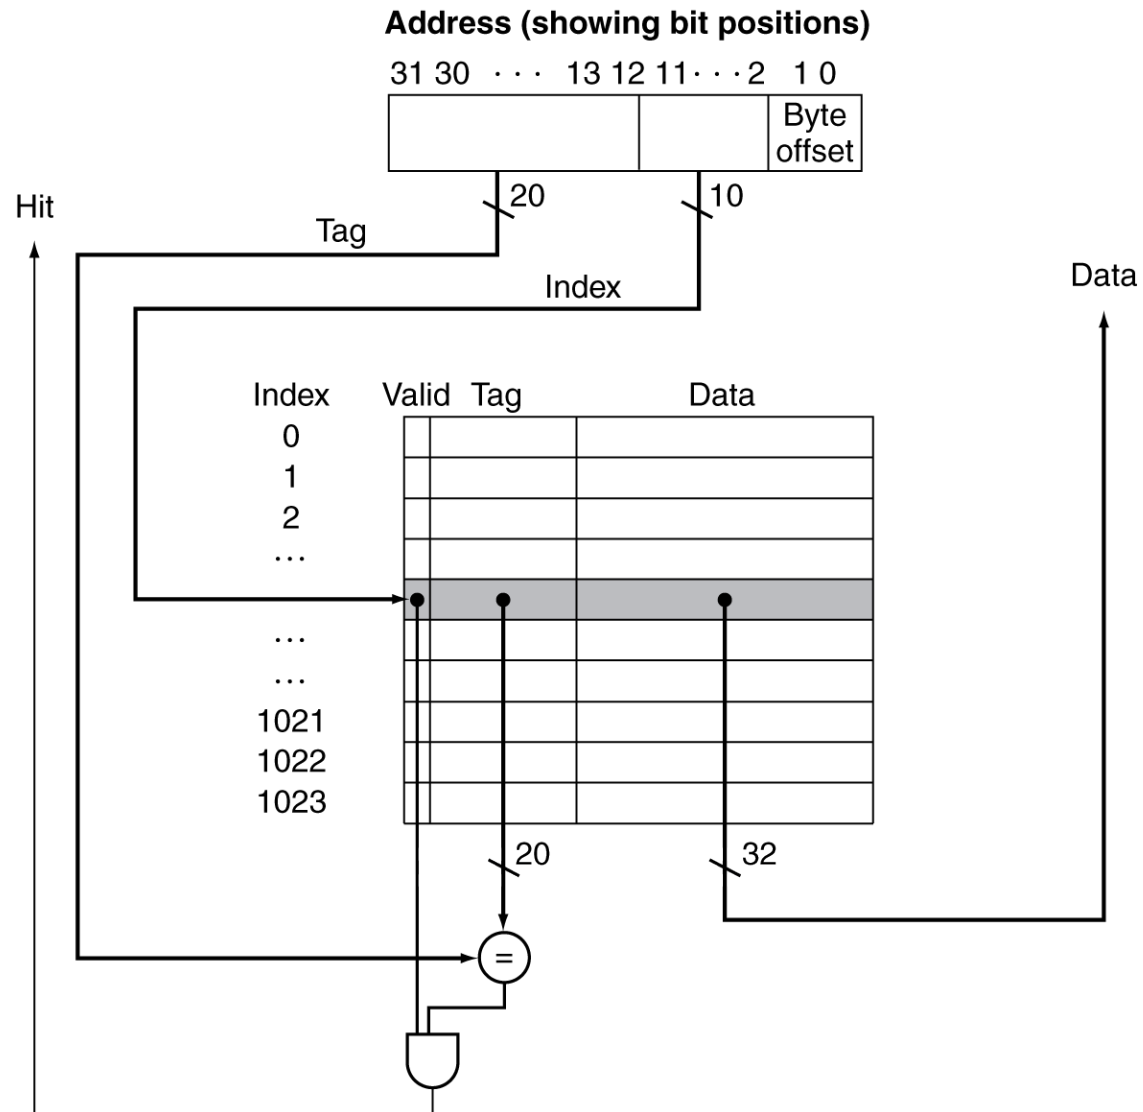 Address (showing bit positions)
31 30 · · · 13 12 11 · · · 2 1 0
Byte
offset
20
10
Hit
Tag
Index
Data
Index Valid Tag Data
0
1
2
...
...
...
1021
1022
1023
20
32
=